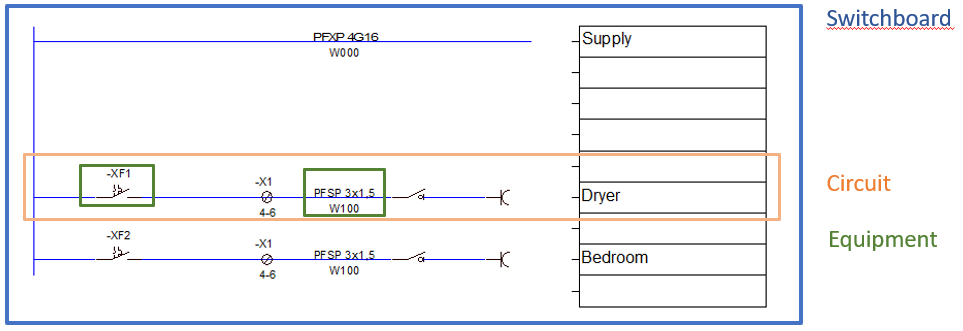 Switchboard
PFXP 4G16
W000
Supply
-XF1
-X1
4-6
PFSP 3x1,5
W100
Dryer
Circuit
-XF2
-X1
4-6
PFSP 3x1,5
W100
Bedroom
Equipment